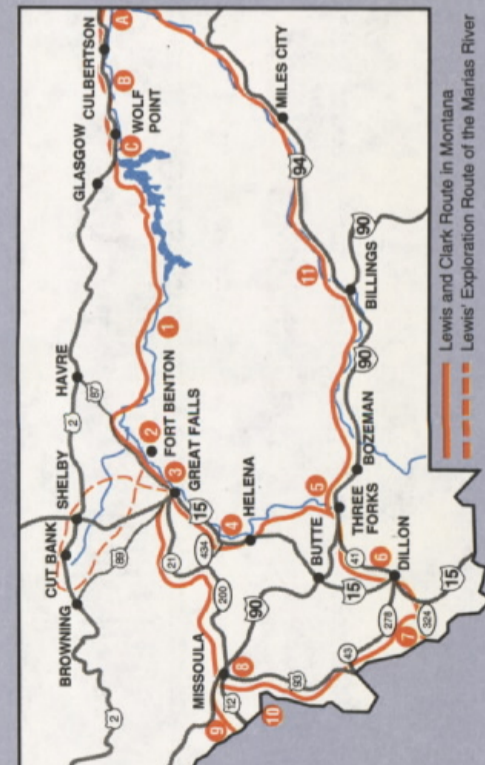 BROWNING
CUT BANK
SHELBY
HAVRE
GLASGOW
WOLF
POINT
CULBERTSON
2
2
89
87
A
B
C
1
2
FORT BENTON
3
GREAT FALLS
15
21
434
200
4
HELENA
MISSOULA
8
9
10
12
90
93
BUTTE
5
THREE
FORKS
BOZEMAN
41
6
DILLON
15
15
278
43
7
324
90
BILLINGS
90
11
94
MILES CITY
Lewis and Clark Route in Montana
Lewis' Exploration Route of the Marias River